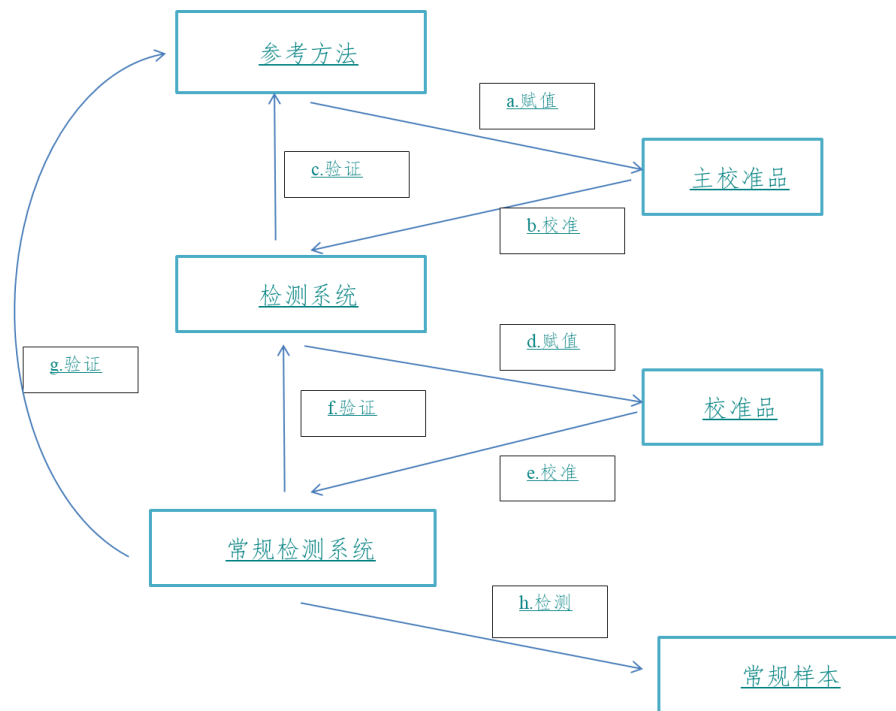 参考方法
a.赋值
c.验证
主校准品
b.校准
检测系统
d.赋值
g.验证
f.验证
校准品
e.校准
常规检测系统
h.检测
常规样本